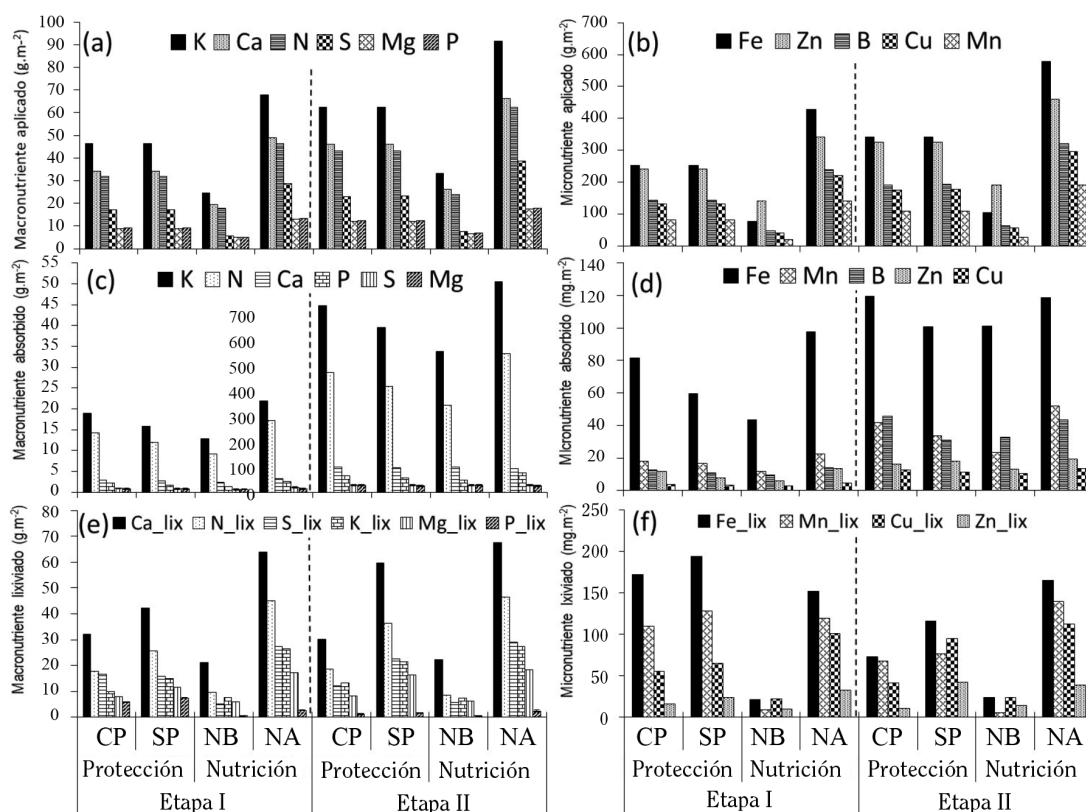 (a)
K Ca N S Mg P
Macronutriente aplicado (g.m-2)
100
90
80
70
60
50
40
30
20
10
0
(b)
Fe Zn B Cu Mn
Micronutriente aplicado (g.m-2)
700
600
500
400
300
200
100
0
(c)
K N Ca P S Mg
Macronutriente absorbido (g.m-2)
55
50
45
40
35
30
25
20
15
10
5
0
700
600
500
400
300
200
100
0
(d)
Fe Mn B Zn Cu
Micronutriente absorbido (mg.m-2)
140
120
100
80
60
40
20
0
(e)
Ca_lix N_lix S_lix K_lix Mg_lix P_lix
Macronutriente lixiviado (g.m-2)
80
70
60
50
40
30
20
10
0
CP SP NB NA CP SP NB NA
Protección Nutrición Protección Nutrición
Etapa I Etapa II
(f)
Fe_lix Mn_lix Cu_lix Zn_lix
Micronutriente lxiviado (mg.m-2)
250
200
150
100
50
0
CP SP NB NA CP SP NB NA
Protección Nutrición Protección Nutrición
Etapa I Etapa II